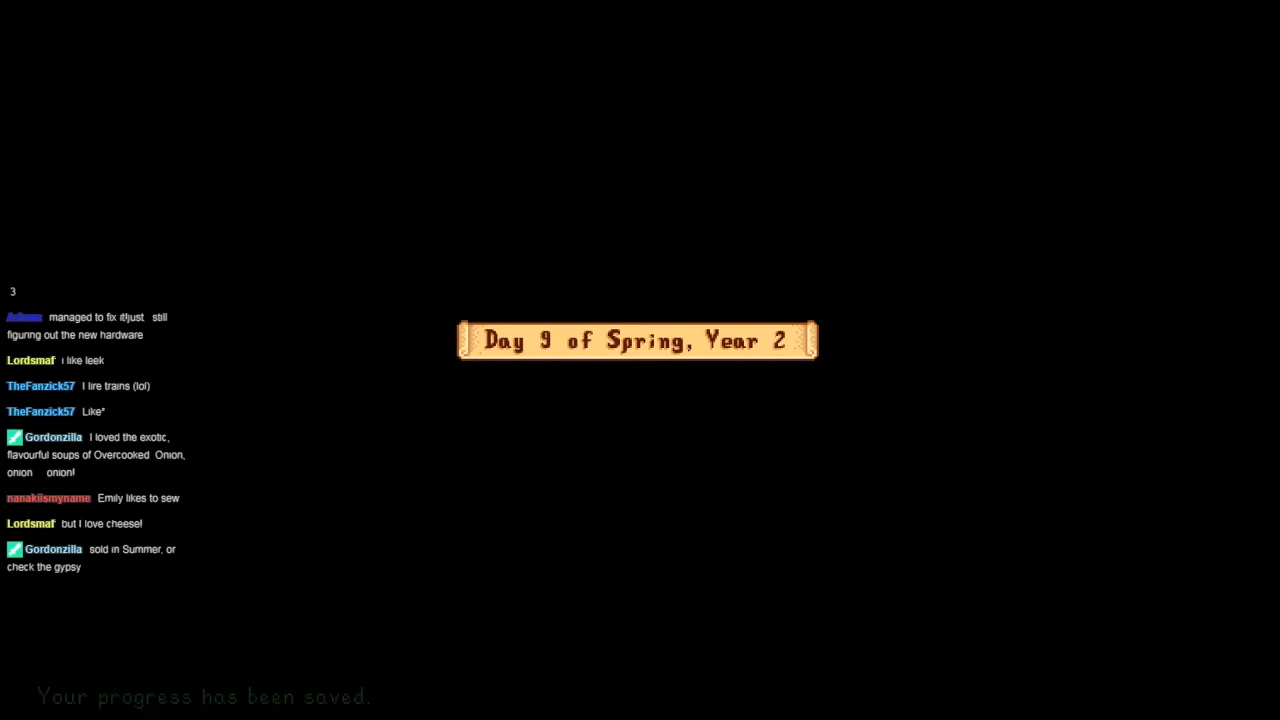 3
managed to fix it!just still
figuring out the new hardware
Lordsmaf i like leek
TheFanzick57 I lire trains (lol)
TheFanzick57 Like*
Gordonzilla I loved the exotic,
flavourful soups of Overcooked Onion,
onion onion!
nanakiismyname Emily likes to sew
Lordsmaf but I love cheese!
Gordonzilla sold in Summer, or
check the gypsy
Day 9 of Spring, Year 2
Your progress has been saved.